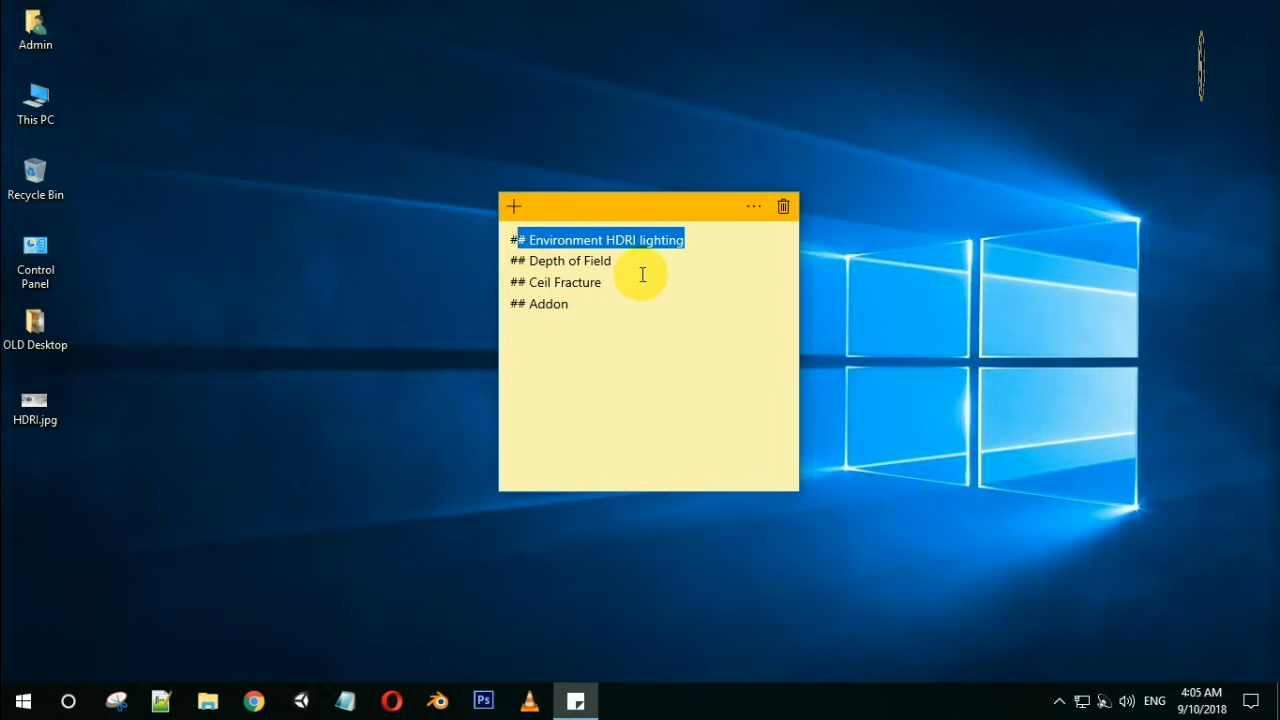 Admin
This PC
Recycle Bin
Control
Panel
OLD Desktop
HDRI.jpg
## Environment HDRI lighting
## Depth of Field
## Ceil Fracture
## Addon
Ps
ENG
4:05 AM
9/10/2018